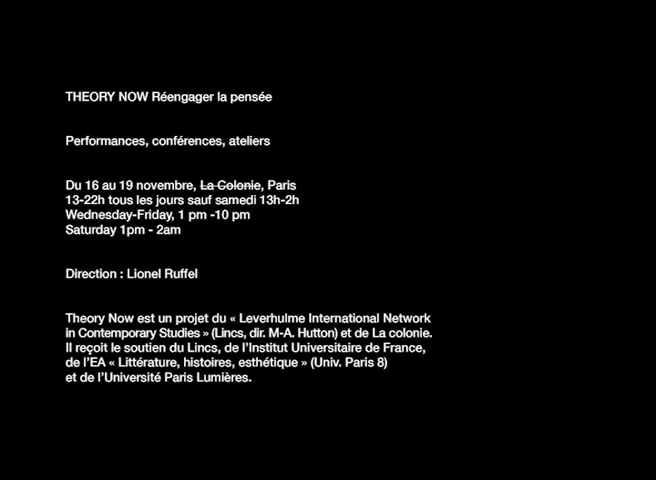 THEORY NOW Réengager la pensée
Performances, conférences, ateliers
Du 16 au 19 novembre, La Colonie, Paris
13-22h tous les jours sauf samedi 13h-2h
Wednesday-Friday, 1 pm -10 pm
Saturday 1pm - 2am
Direction : Lionel Ruffel
Theory Now est un projet du « Leverhulme International Network
in Contemporary Studies » (Lincs, dir. M-A. Hutton) et de La colonie.
Il reçoit le soutien du Lincs, de l'Institut Universitaire de France,
de l'EA « Littérature, histoires, esthétique » (Univ. Paris 8)
et de l'Université Paris Lumières.